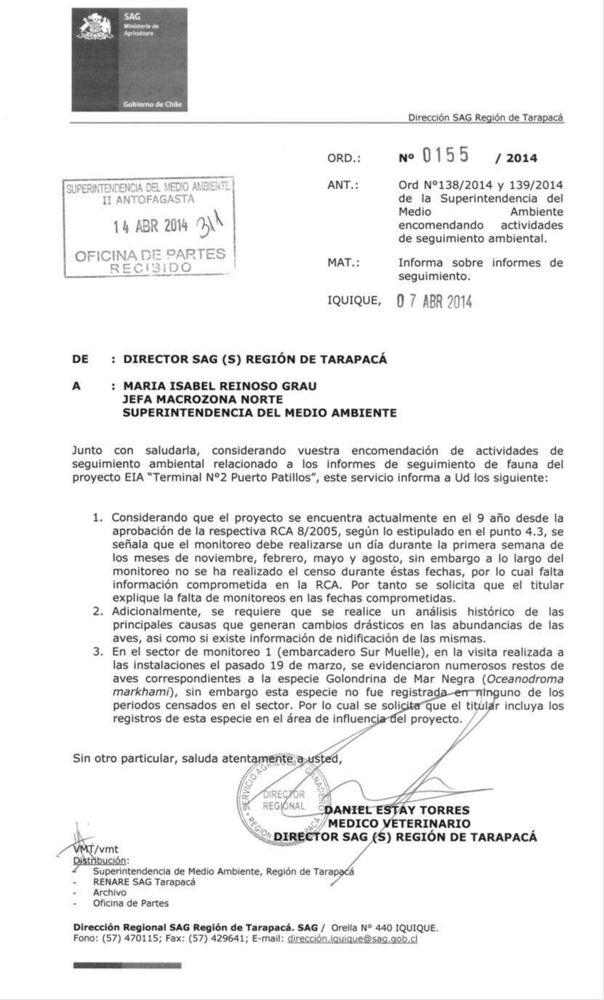 SAG
Ministerio de
Agricultura
Gobierno de Chile
Dirección SAG Región de Tarapacá
ORD.: Nº 0155 / 2014
SUPERINTENDENCIA DEL MEDIO AMBIENTE
II ANTOFAGASTA
14 ABR 2014
OFICINA DE PARTES
RECIBIDO
ANT.: Ord N°138/2014 y 139/2014
de la Superintendencia del
Medio Ambiente
encomendando actividades
de seguimiento ambiental.
MAT.: Informa sobre informes de
seguimiento.
IQUIQUE, 07 ABR 2014
DE : DIRECTOR SAG (S) REGIÓN DE TARAPACÁ
A : MARIA ISABEL REINOSO GRAU
JEFA MACROZONA NORTE
SUPERINTENDENCIA DEL MEDIO AMBIENTE
Junto con saludarla, considerando vuestra encomendación de actividades de
seguimiento ambiental relacionado a los informes de seguimiento de fauna del
proyecto EIA “Terminal N°2 Puerto Patillos”, este servicio informa a Ud los siguiente:
1. Considerando que el proyecto se encuentra actualmente en el 9 año desde la
aprobación de la respectiva RCA 8/2005, según lo estipulado en el punto 4.3, se
señala que el monitoreo debe realizarse un día durante la primera semana de
los meses de noviembre, febrero, mayo y agosto, sin embargo a lo largo del
monitoreo no se ha realizado el censo durante éstas fechas, por lo cual falta
información comprometida en la RCA. Por tanto se solicita que el titular
explique la falta de monitoreos en las fechas comprometidas.
2. Adicionalmente, se requiere que se realice un análisis histórico de las
principales causas que generan cambios drásticos en las abundancias de las
aves, asi como si existe información de nidificación de las mismas.
3. En el sector de monitoreo 1 (embarcadero Sur Muelle), en la visita realizada a
las instalaciones el pasado 19 de marzo, se evidenciaron numerosos restos de
aves correspondientes a la especie Golondrina de Mar Negra (Oceanodroma
markhami), sin embargo esta especie no fue registrada en ninguno de los
periodos censados en el sector. Por lo cual se solicita que el titular incluya los
registros de esta especie en el área de influencia del proyecto.
Sin otro particular, saluda atentamente a usted,
SERVICIO AGRICOLA Y GANADERO
DIRECTOR
REGIONAL
REGION TARAPACÁ
DANIEL ESTAY TORRES
MEDICO VETERINARIO
DIRECTOR SAG (S) REGIÓN DE TARAPACÁ
VMT/vmt
Distribución:
- Superintendencia de Medio Ambiente, Región de Tarapacá
- RENARE SAG Tarapacá
- Archivo
- Oficina de Partes
Dirección Regional SAG Región de Tarapacá. SAG / Orella N° 440 IQUIQUE.
Fono: (57) 470115; Fax: (57) 429641; E-mail: dirección.iquique@sag.gob.cl